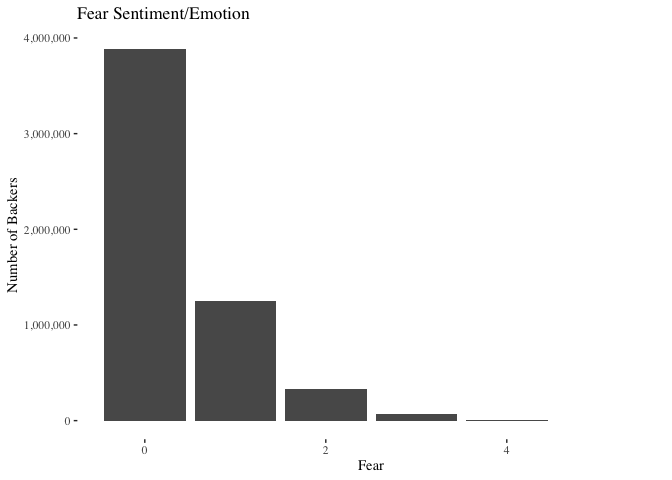 Fear Sentiment/Emotion
4,000,000
3,000,000
2,000,000
1,000,000
0
Number of Backers
0 2 4
Fear